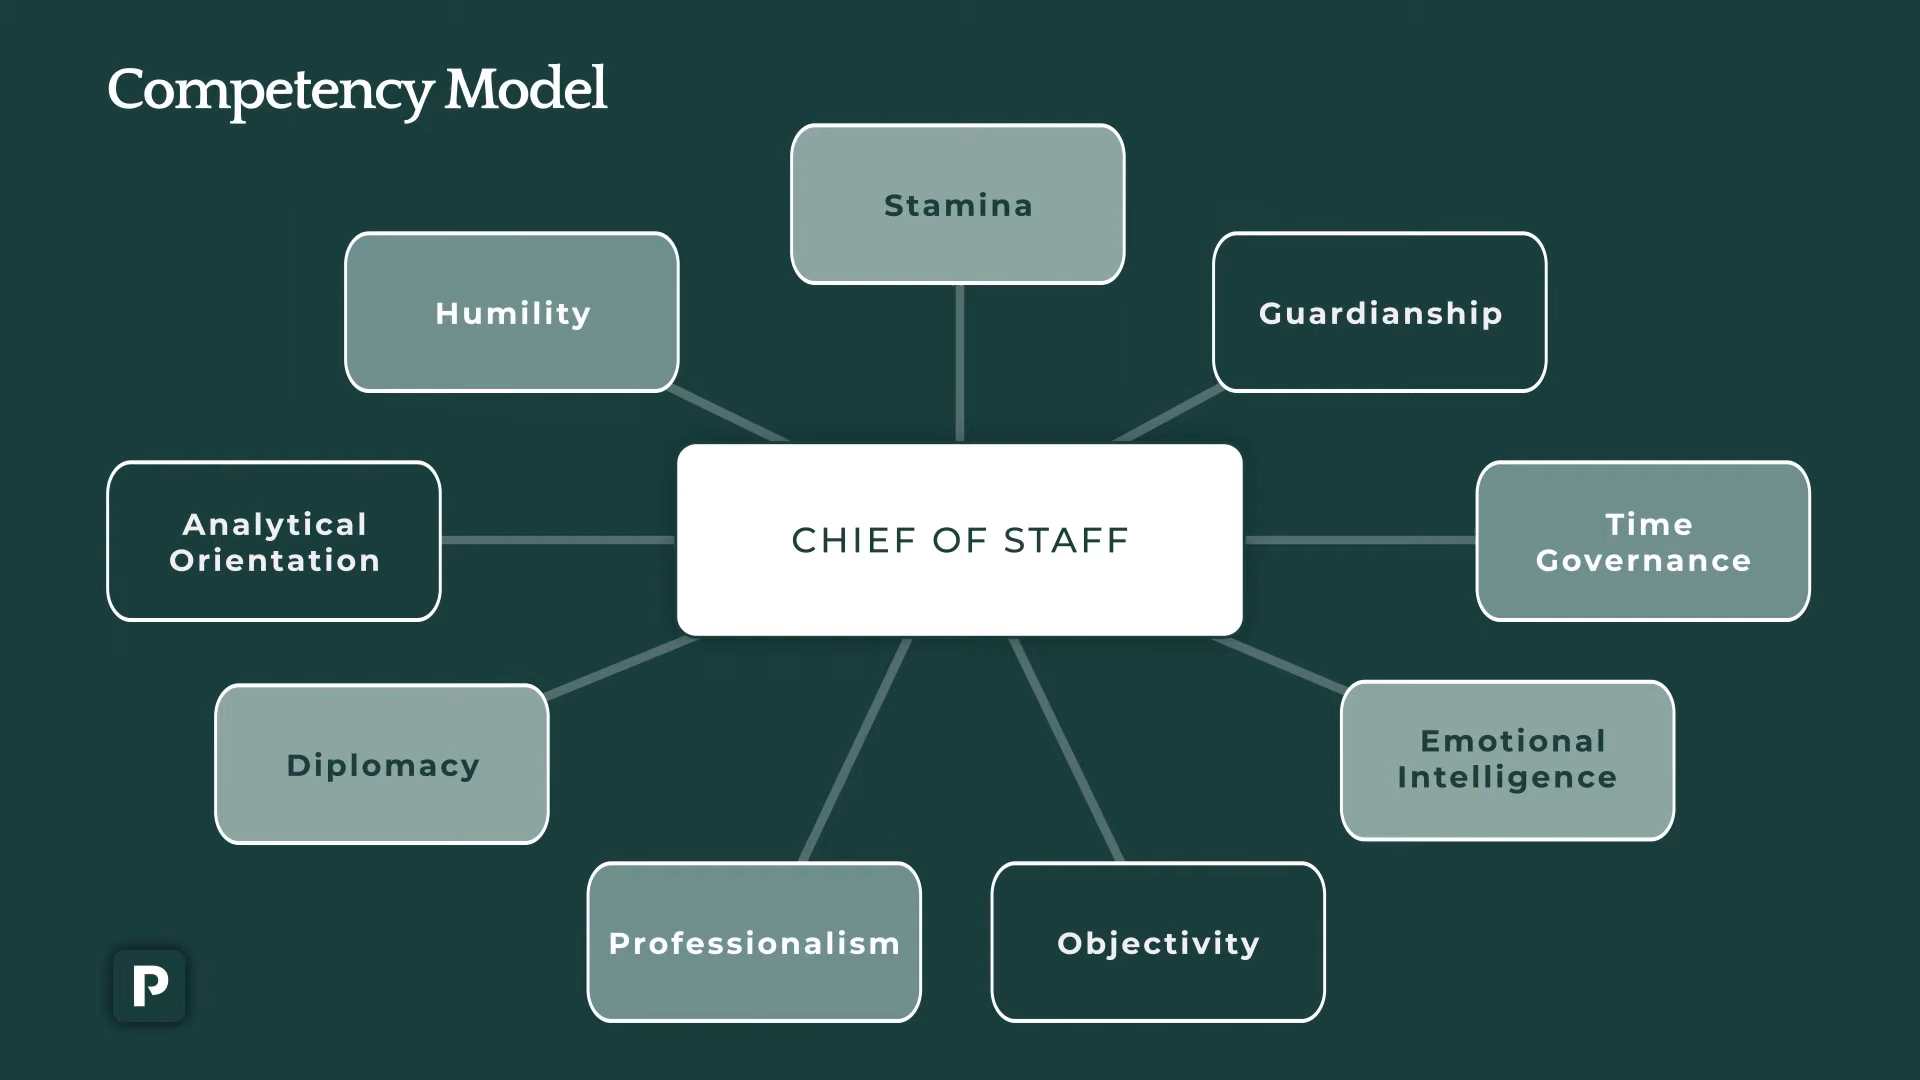 Competency Model
Stamina
Humility
Guardianship
CHIEF OF STAFF
Analytical
Orientation
Time
Governance
Diplomacy
Emotional
Intelligence
Professionalism
Objectivity
P